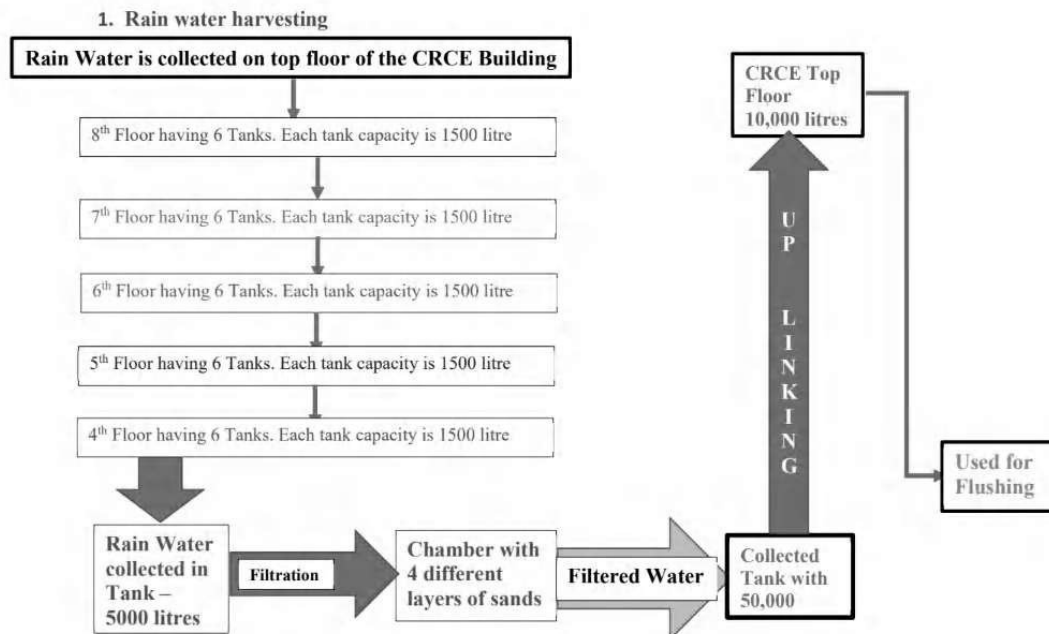 1. Rain water harvesting
Rain Water is collected on top floor of the CRCE Building
8th Floor having 6 Tanks. Each tank capacity is 1500 litre
7th Floor having 6 Tanks. Each tank capacity is 1500 litre
6th Floor having 6 Tanks. Each tank capacity is 1500 litre
5th Floor having 6 Tanks. Each tank capacity is 1500 litre
4th Floor having 6 Tanks. Each tank capacity is 1500 litre
Rain Water
collected in
Tank –
5000 litres
Filtration
Chamber with
4 different
layers of sands
Filtered Water
Collected
Tank with
50,000
UP LINKING
CRCE Top
Floor
10,000 litres
Used for
Flushing